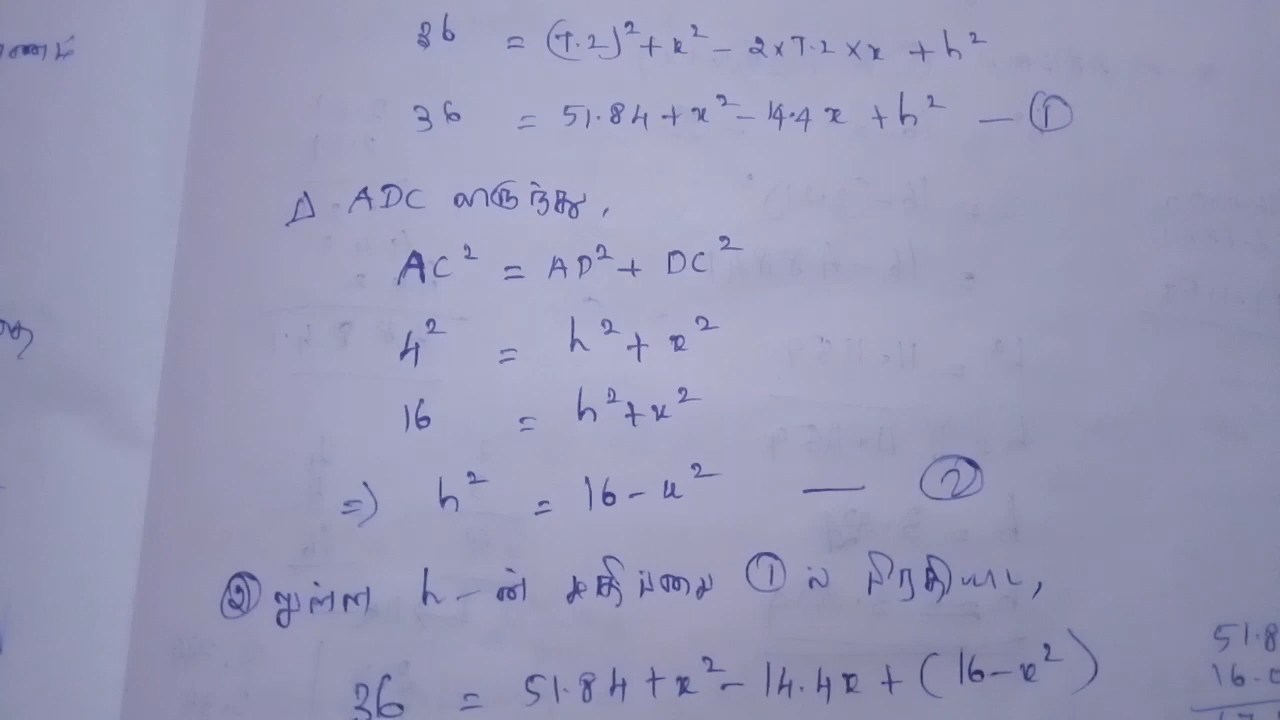 36 = (7.2)² + x² - 2×7.2×x + h²
36 = 51.84 + x² - 14.4x + h² — ①
Δ ADC லிருந்து,
AC² = AD² + DC²
4² = h² + x²
16 = h² + x²
=> h² = 16 - x² — ②
② லுள்ள h-ன் மதிப்பை ① ல் பிரதியிட,
36 = 51.84 + x² - 14.4x + (16 - x²)
51.8
16.0